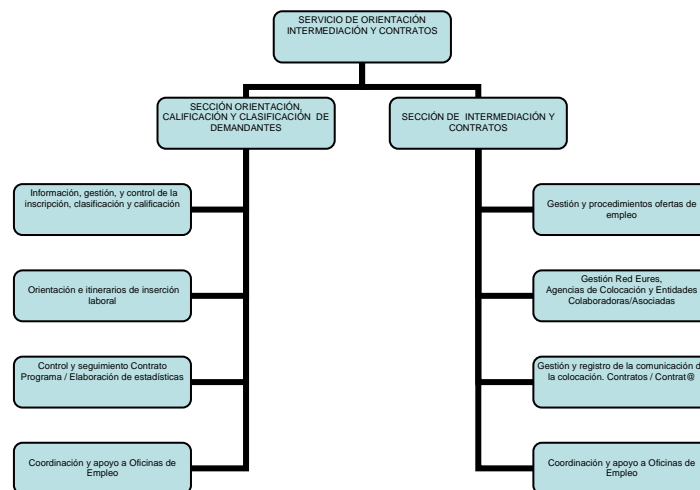 SERVICIO DE ORIENTACIÓN
INTERMEDIACIÓN Y CONTRATOS
SECCIÓN ORIENTACIÓN,
CALIFICACIÓN Y CLASIFICACIÓN DE
DEMANDANTES
SECCIÓN DE INTERMEDIACIÓN Y
CONTRATOS
Información, gestión, y control de la
inscripción, clasificación y calificación
Orientación e itinerarios de inserción
laboral
Control y seguimiento Contrato
Programa / Elaboración de estadísticas
Coordinación y apoyo a Oficinas de
Empleo
Gestión y procedimientos ofertas de
empleo
Gestión Red Eures,
Agencias de Colocación y Entidades
Colaboradoras/Asociadas
Gestión y registro de la comunicación
la colocación. Contratos / Contrat@
Coordinación y apoyo a Oficinas de
Empleo